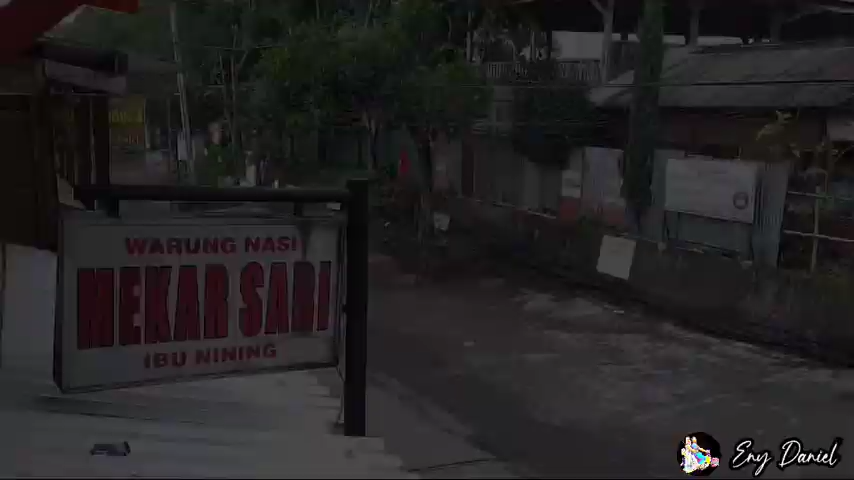 WARUNG NASI
MEKAR SARI
IBU NINING
Eny Daniel